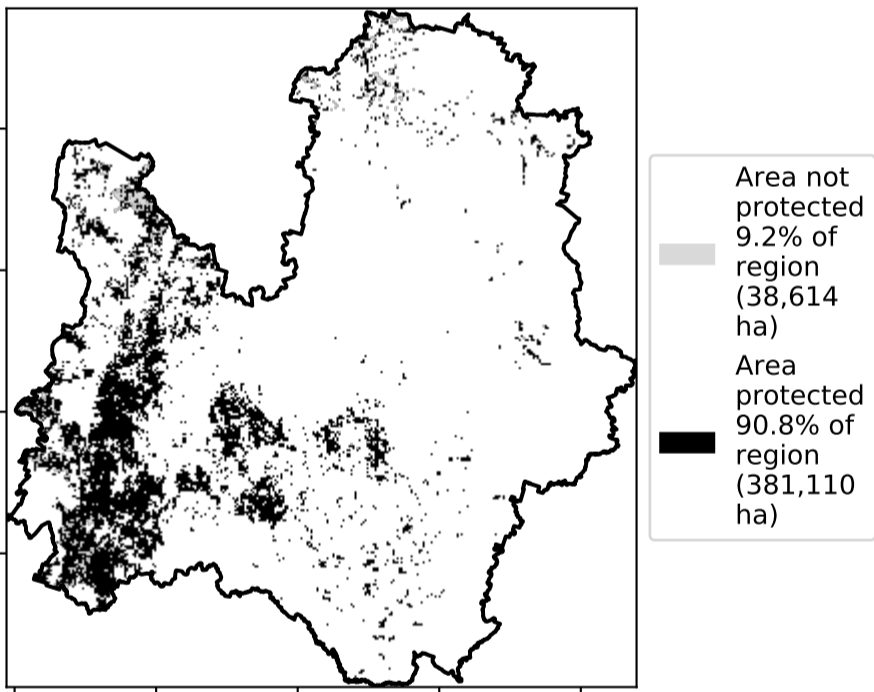 Area not
protected
9.2% of
region
(38,614
ha)
Area
protected
90.8% of
region
(381,110
ha)